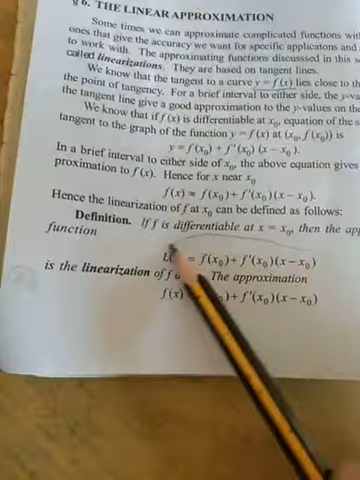 § 6. THE LINEAR APPROXIMATION
Some times we can approximate complicated functions with
ones that give the accuracy we want for specific applicatons and
to work with. The approximating functions discusssed in this
called linearizations. They are based on tangent lines.
We know that the tangent to a curve y = f(x) lies close to the
the point of tangency. For a brief interval to either side, the y-va
the tangent line give a good approximation to the y-values on the
We know that if f(x) is differentiable at x₀, equation of the
tangent to the graph of the function y = f(x) at (x₀, f(x₀)) is
y = f(x₀) + f'(x₀) (x − x₀).
In a brief interval to either side of x₀, the above equation gives
proximation to f(x). Hence for x near x₀
f(x) ≈ f(x₀) + f'(x₀)(x − x₀).
Hence the linearization of f at x₀ can be defined as follows:
Definition. If f is differentiable at x = x₀, then the app
function
L( = f(x₀) + f'(x₀)(x − x₀)
is the linearization of f The approximation
f(x) ₀) + f'(x₀)(x − x₀)